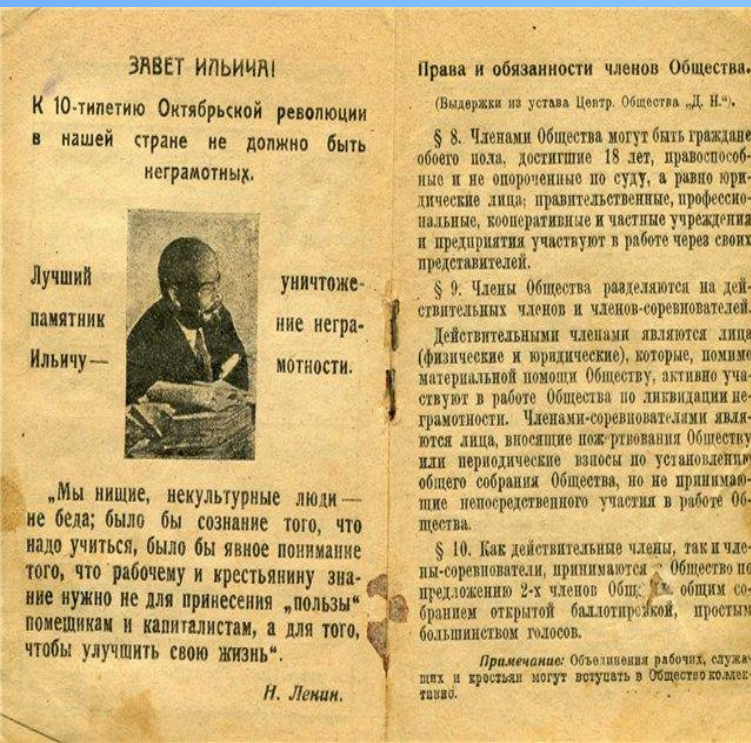 ЗАВЕТ ИЛЬИЧА!
К 10-тилетию Октябрьской революции
в нашей стране не должно быть
неграмотных.
Лучший
памятник
Ильичу—
уничтоже-
ние негра-
мотности.
„Мы нищие, некультурные люди —
не беда; было бы сознание того, что
надо учиться, было бы явное понимание
того, что рабочему и крестьянину зна-
ние нужно не для принесения „пользы“
помещикам и капиталистам, а для того,
чтобы улучшить свою жизнь“.
Н. Ленин.
Права и обязанности членов Общества.
(Выдержки из устава Центр. Общества „Д. Н.“).
§ 8. Членами Общества могут быть граждане
обоего пола, достигшие 18 лет, правоспособ-
ные и не опороченные по суду, а равно юри-
дические лица; правительственные, профессио-
нальные, кооперативные и частные учреждения
и предприятия участвуют в работе через своих
представителей.
§ 9. Члены Общества разделяются на дей-
ствительных членов и членов-соревнователей.
Действительными членами являются лица
(физические и юридические), которые, помимо
материальной помощи Обществу, активно уча-
ствуют в работе Общества по ликвидации не-
грамотности. Членами-соревнователями явля-
ются лица, вносящие пож ртвования Обществу
или периодические взносы по установлению
общего собрания Общества, но не принимаю-
щие непосредственного участия в работе Об-
щества.
§ 10. Как действительные члены, так и чле-
ны-соревнователи, принимаются в Общество по
предложению 2-х членов Общ общим со-
бранием открытой баллотировкой, простым
большинством голосов.
Примечание: Объединения рабочих, служа-
щих и крестьян могут вступать в Общество коллек-
тивно.